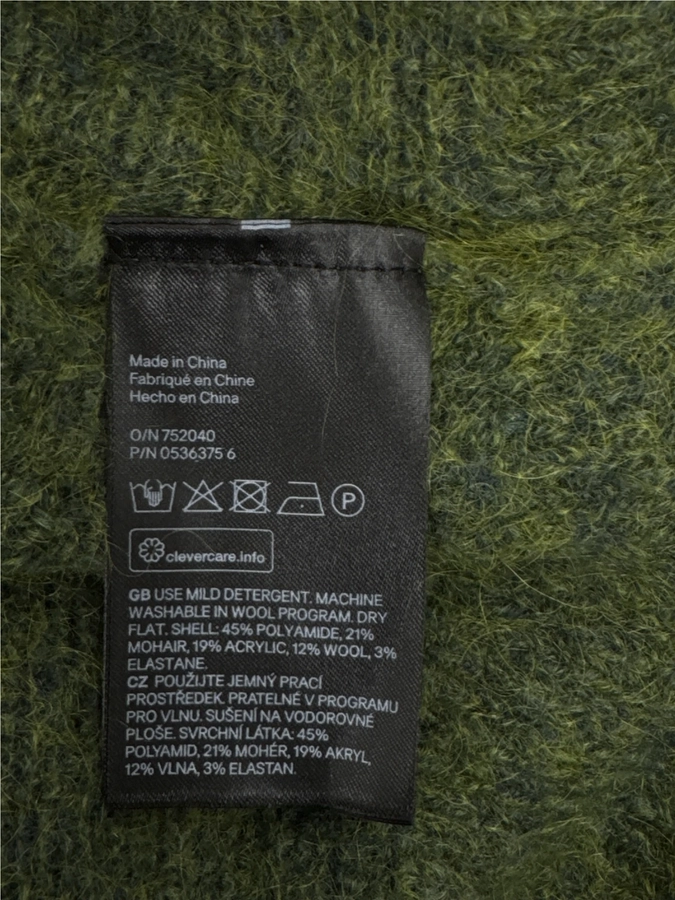 Made in China
Fabriqué en Chine
Hecho en China
O/N 752040
P/N 0536375 6
P
clevercare.info
GB USE MILD DETERGENT. MACHINE
WASHABLE IN WOOL PROGRAM. DRY
FLAT. SHELL: 45% POLYAMIDE, 21%
MOHAIR, 19% ACRYLIC, 12% WOOL, 3%
ELASTANE.
CZ POUŽIJTE JEMNÝ PRACÍ
PROSTŘEDEK. PRATELNÉ V PROGRAMU
PRO VLNU. SUŠENÍ NA VODOROVNÉ
PLOŠE. SVRCHNÍ LÁTKA: 45%
POLYAMID, 21% MOHÉR, 19% AKRYL,
12% VLNA, 3% ELASTAN.